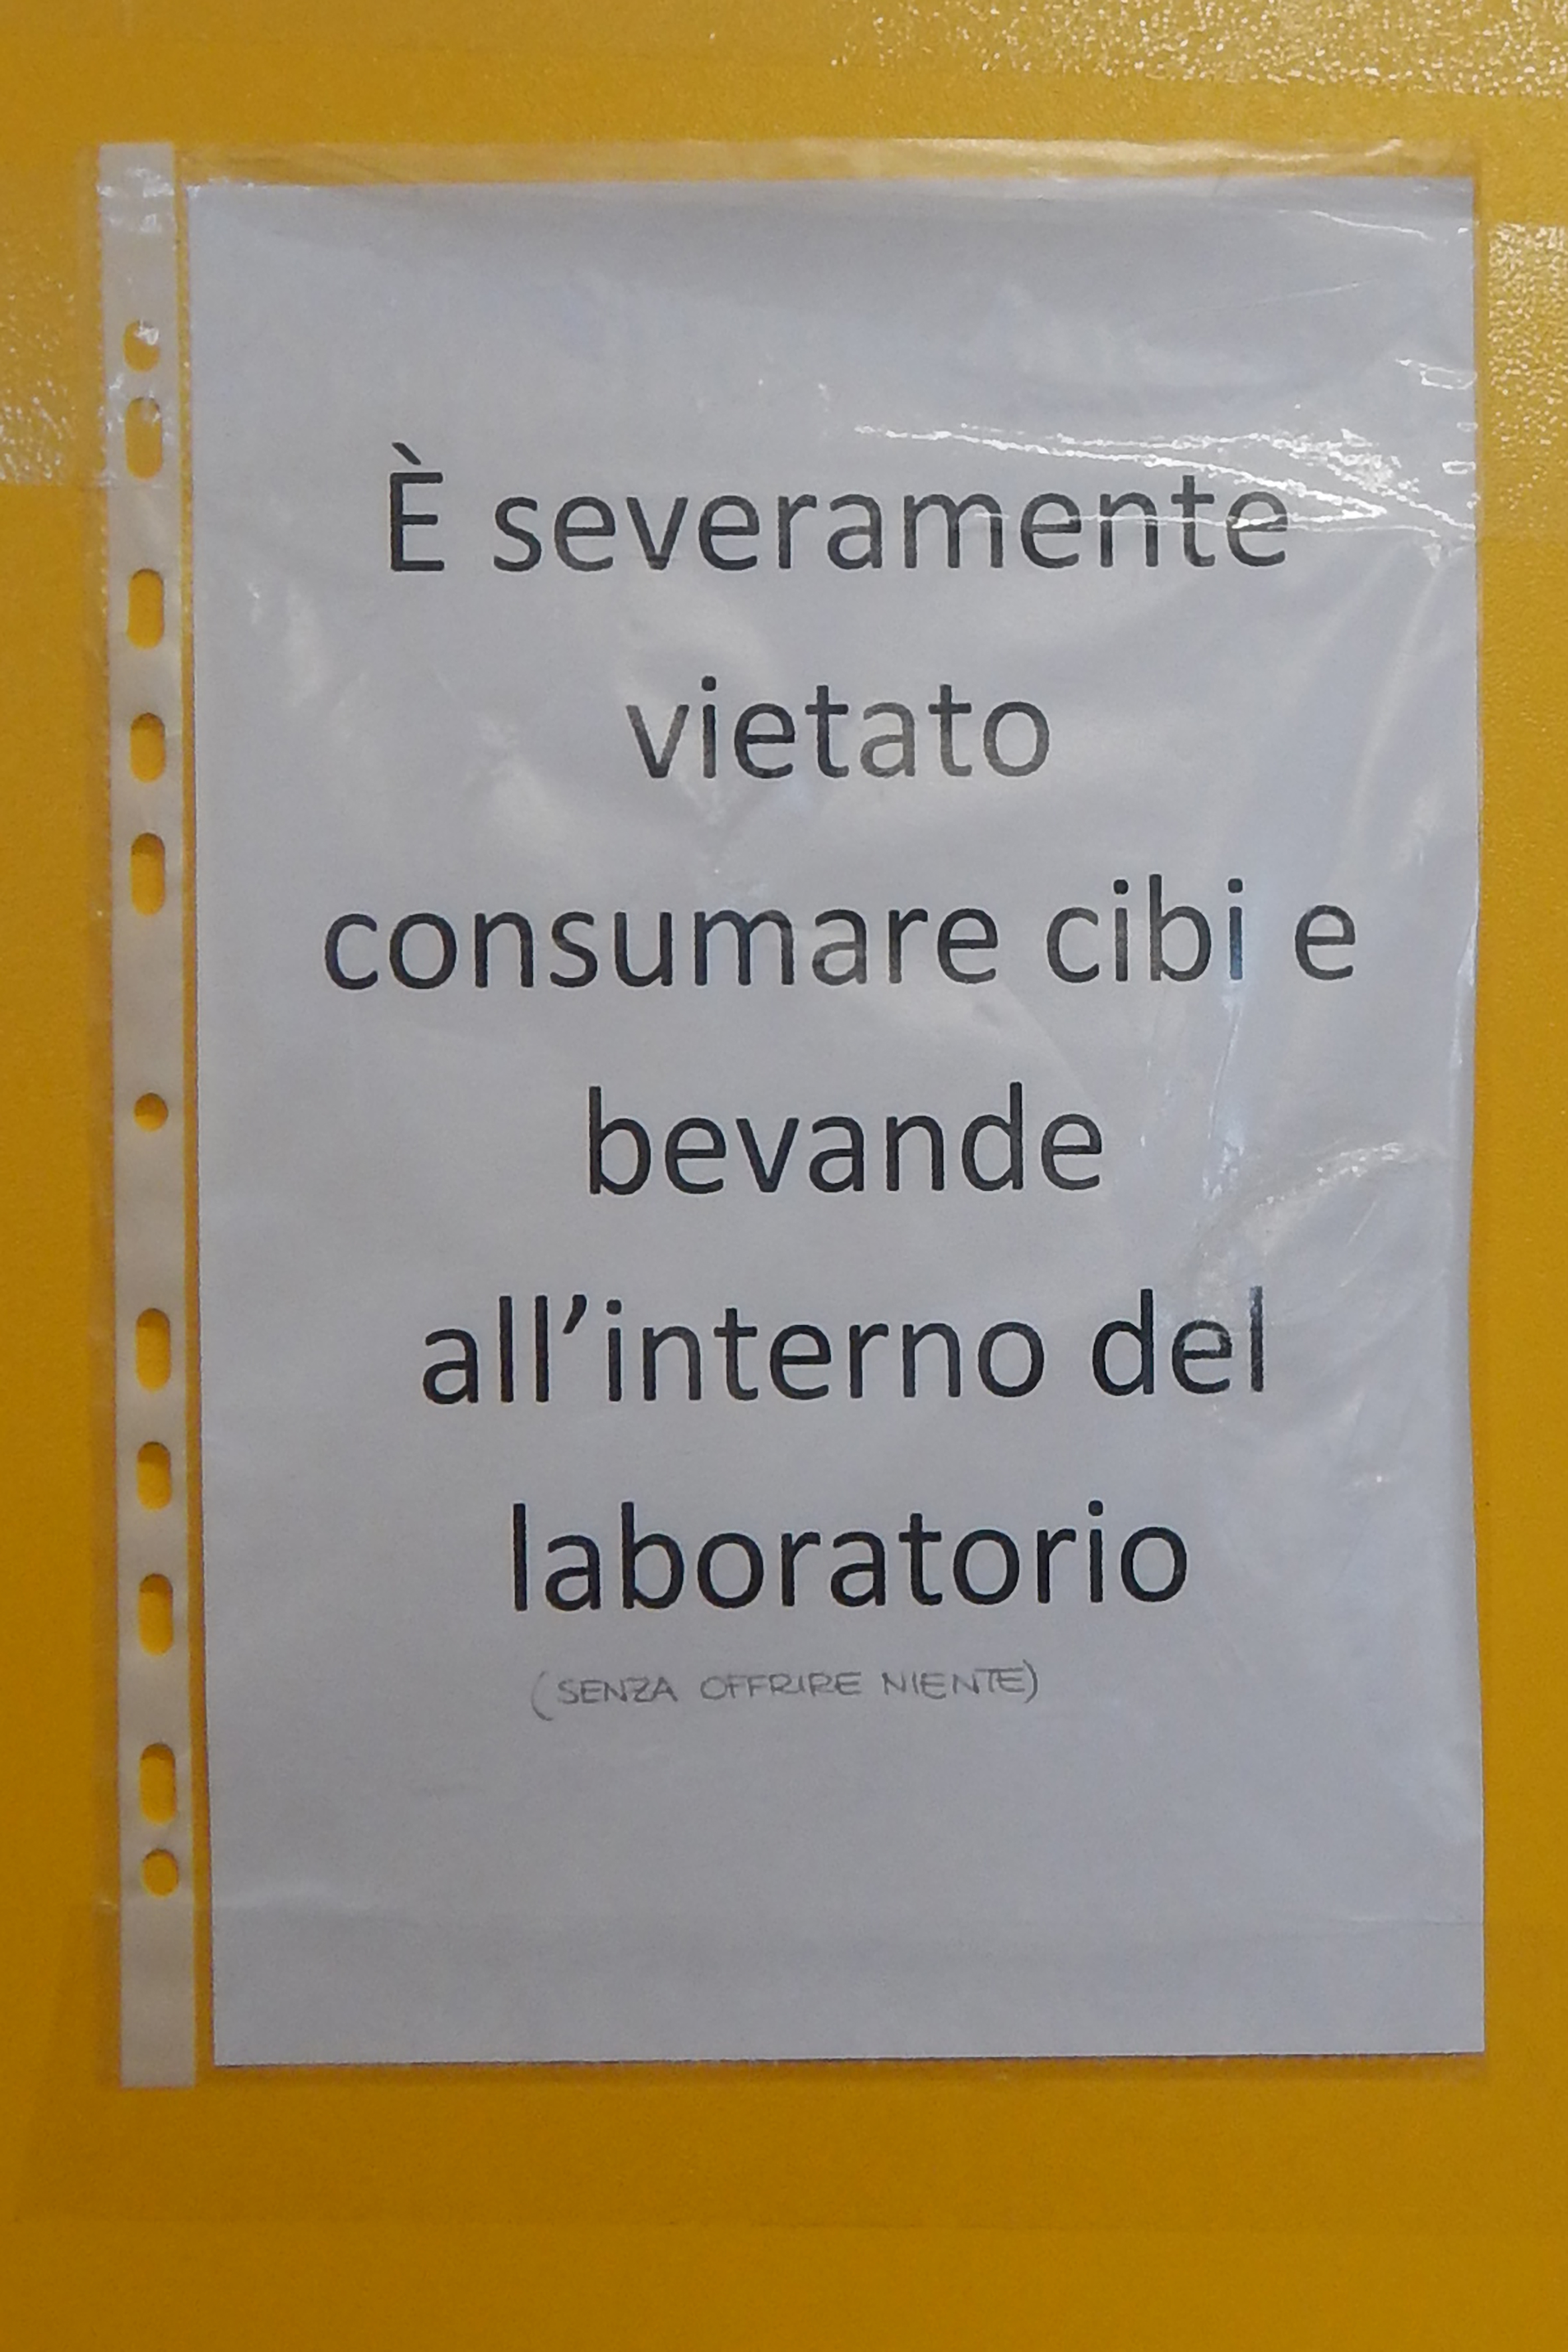 È severamente
vietato
consumare cibi e
bevande
all’interno del
laboratorio
(SENZA OFFRIRE NIENTE)